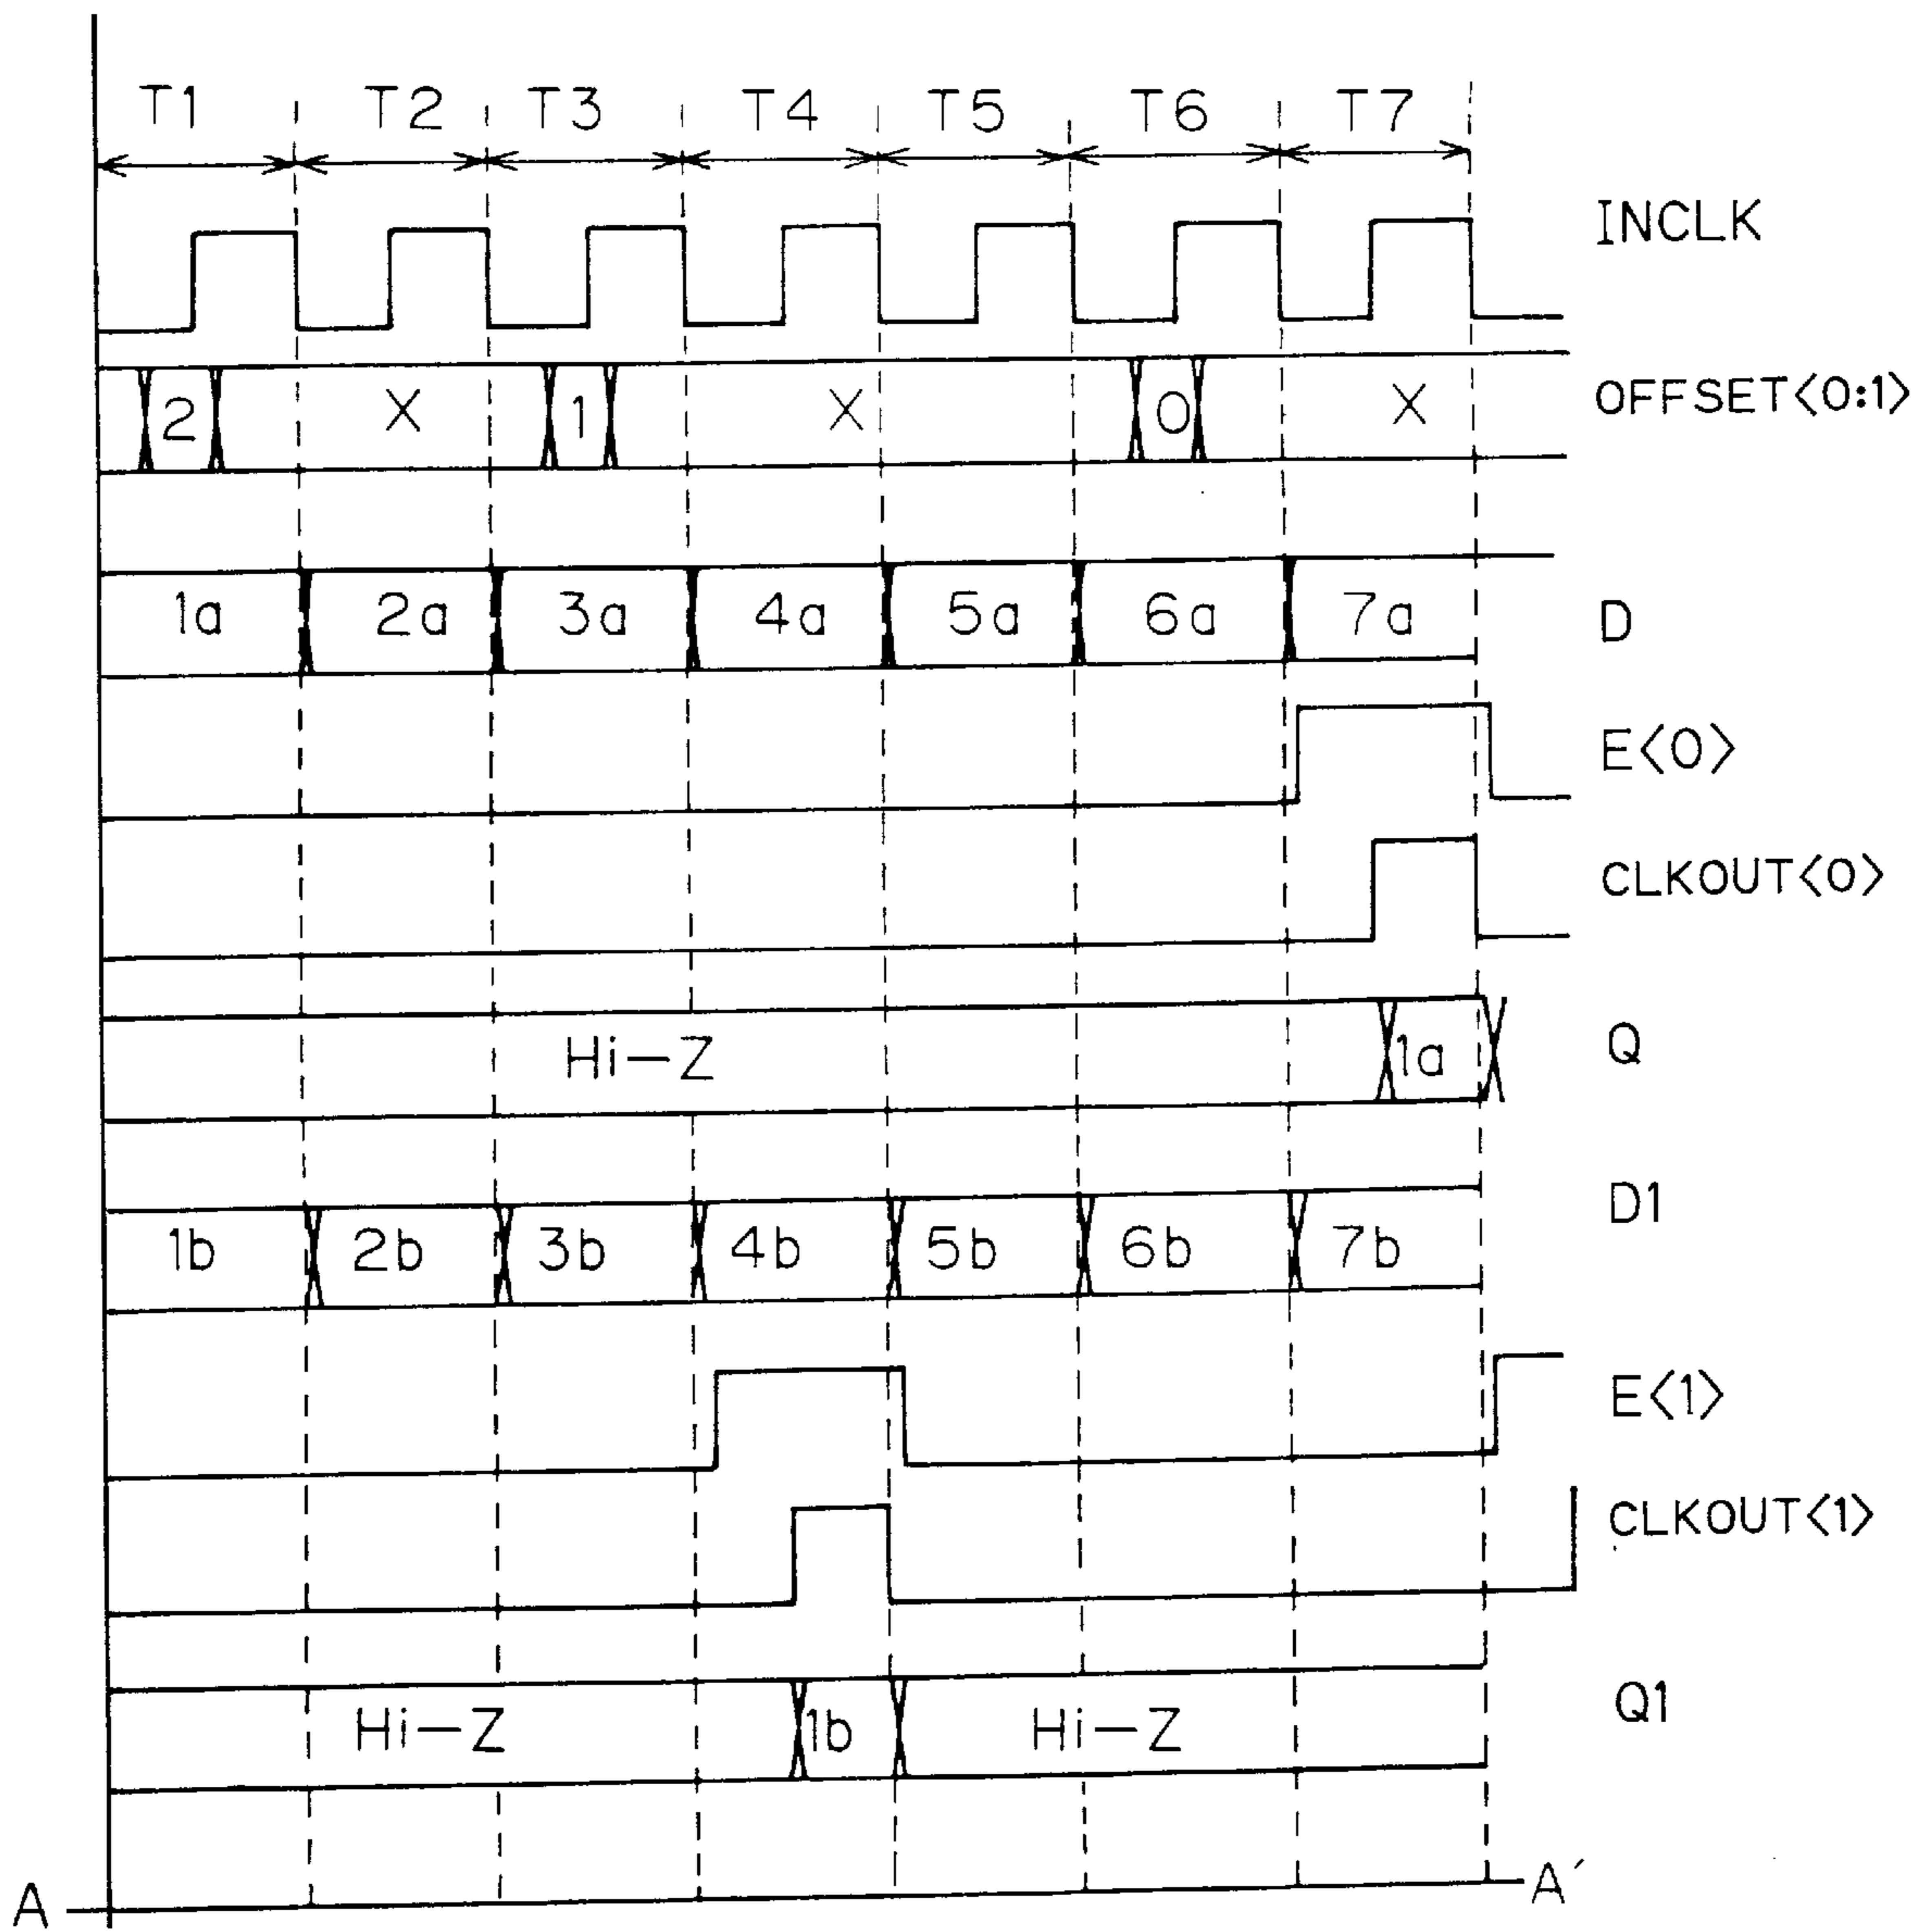 T1 T2 T3 T4 T5 T6 T7
INCLK
2 X 1 X 0 X OFFSET<0:1>
1a 2a 3a 4a 5a 6a 7a D
E<0>
CLKOUT<0>
Hi-Z 1a Q
1b 2b 3b 4b 5b 6b 7b D1
E<1>
CLKOUT<1>
Hi-Z 1b Hi-Z Q1
A A′